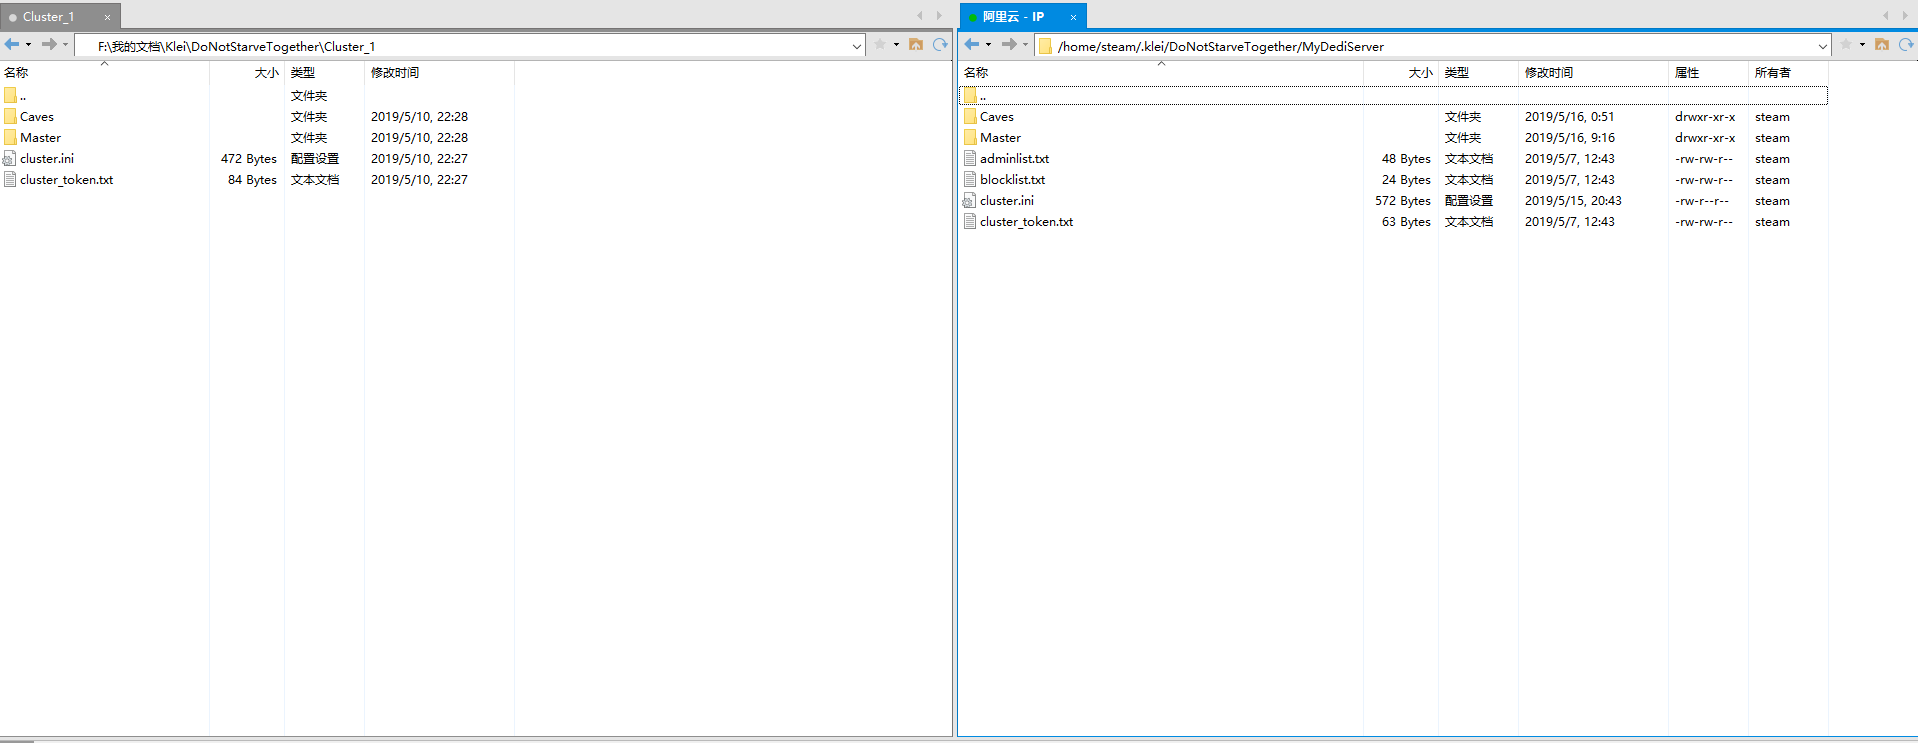 Cluster_1
F:\我的文档\Klei\DoNotStarveTogether\Cluster_1
名称 大小 类型 修改时间
.. 文件夹
Caves 文件夹 2019/5/10, 22:28
Master 文件夹 2019/5/10, 22:28
cluster.ini 472 Bytes 配置设置 2019/5/10, 22:27
cluster_token.txt 84 Bytes 文本文档 2019/5/10, 22:27
阿里云 - IP
/home/steam/.klei/DoNotStarveTogether/MyDediServer
名称 大小 类型 修改时间 属性 所有者
..
Caves 文件夹 2019/5/16, 0:51 drwxr-xr-x steam
Master 文件夹 2019/5/16, 9:16 drwxr-xr-x steam
adminlist.txt 48 Bytes 文本文档 2019/5/7, 12:43 -rw-rw-r-- steam
blocklist.txt 24 Bytes 文本文档 2019/5/7, 12:43 -rw-rw-r-- steam
cluster.ini 572 Bytes 配置设置 2019/5/15, 20:43 -rw-r--r-- steam
cluster_token.txt 63 Bytes 文本文档 2019/5/7, 12:43 -rw-rw-r-- steam